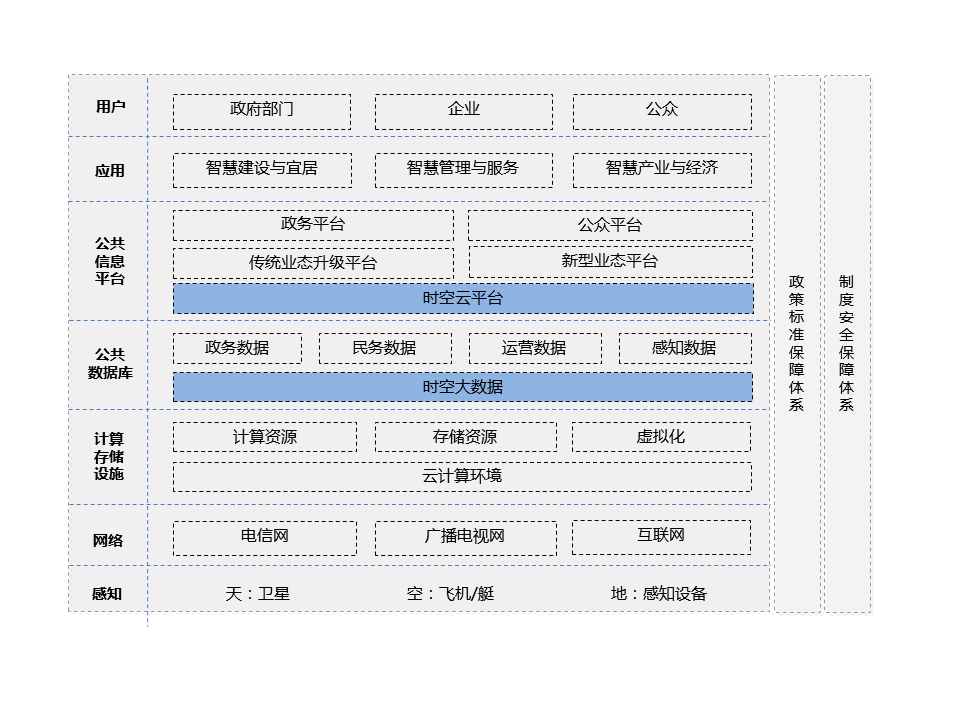 用户
政府部门
企业
公众
应用
智慧建设与宜居
智慧管理与服务
智慧产业与经济
公共
信息
平台
政务平台
公众平台
传统业态升级平台
新型业态平台
时空云平台
公共
数据库
政务数据
民务数据
运营数据
感知数据
时空大数据
计算
存储
设施
计算资源
存储资源
虚拟化
云计算环境
网络
电信网
广播电视网
互联网
感知
天：卫星
空：飞机/艇
地：感知设备
政策标准保障体系
制度安全保障体系